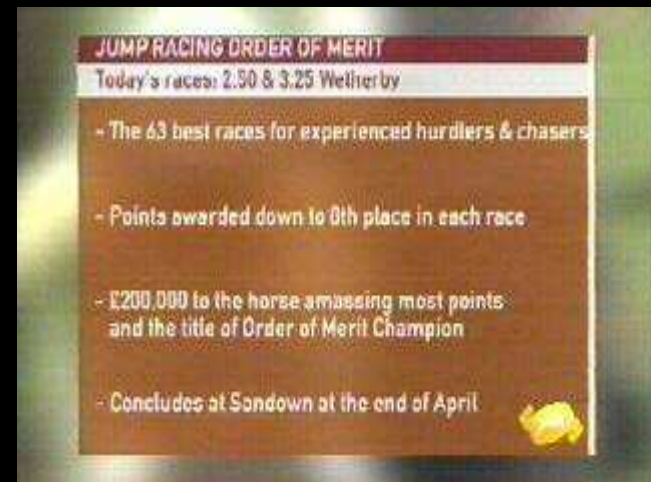 JUMP RACING ORDER OF MERIT
Today's races: 2.50 & 3.25 Wetherby
- The 63 best races for experienced hurdlers & chasers
- Points awarded down to 8th place in each race
- £200,000 to the horse amassing most points
and the title of Order of Merit Champion
- Concludes at Sandown at the end of April